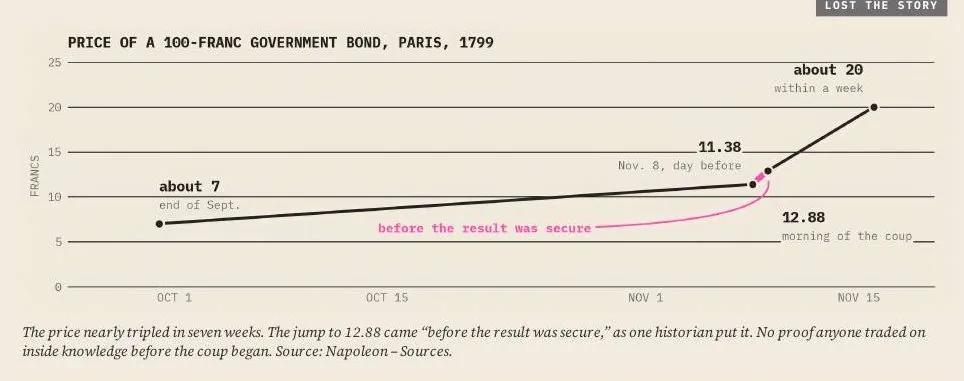 LOST THE STORY
PRICE OF A 100-FRANC GOVERNMENT BOND, PARIS, 1799
25
about 20
within a week
20
11.38
15
Nov. 8, day before
FRANCS
about 7
10
end of Sept.
12.88
before the result was secure
morning of the coup
5
0
OCT 1
OCT 15
NOV 1
NOV 15
The price nearly tripled in seven weeks. The jump to 12.88 came “before the result was secure,” as one historian put it. No proof anyone traded on
inside knowledge before the coup began. Source: Napoleon – Sources.